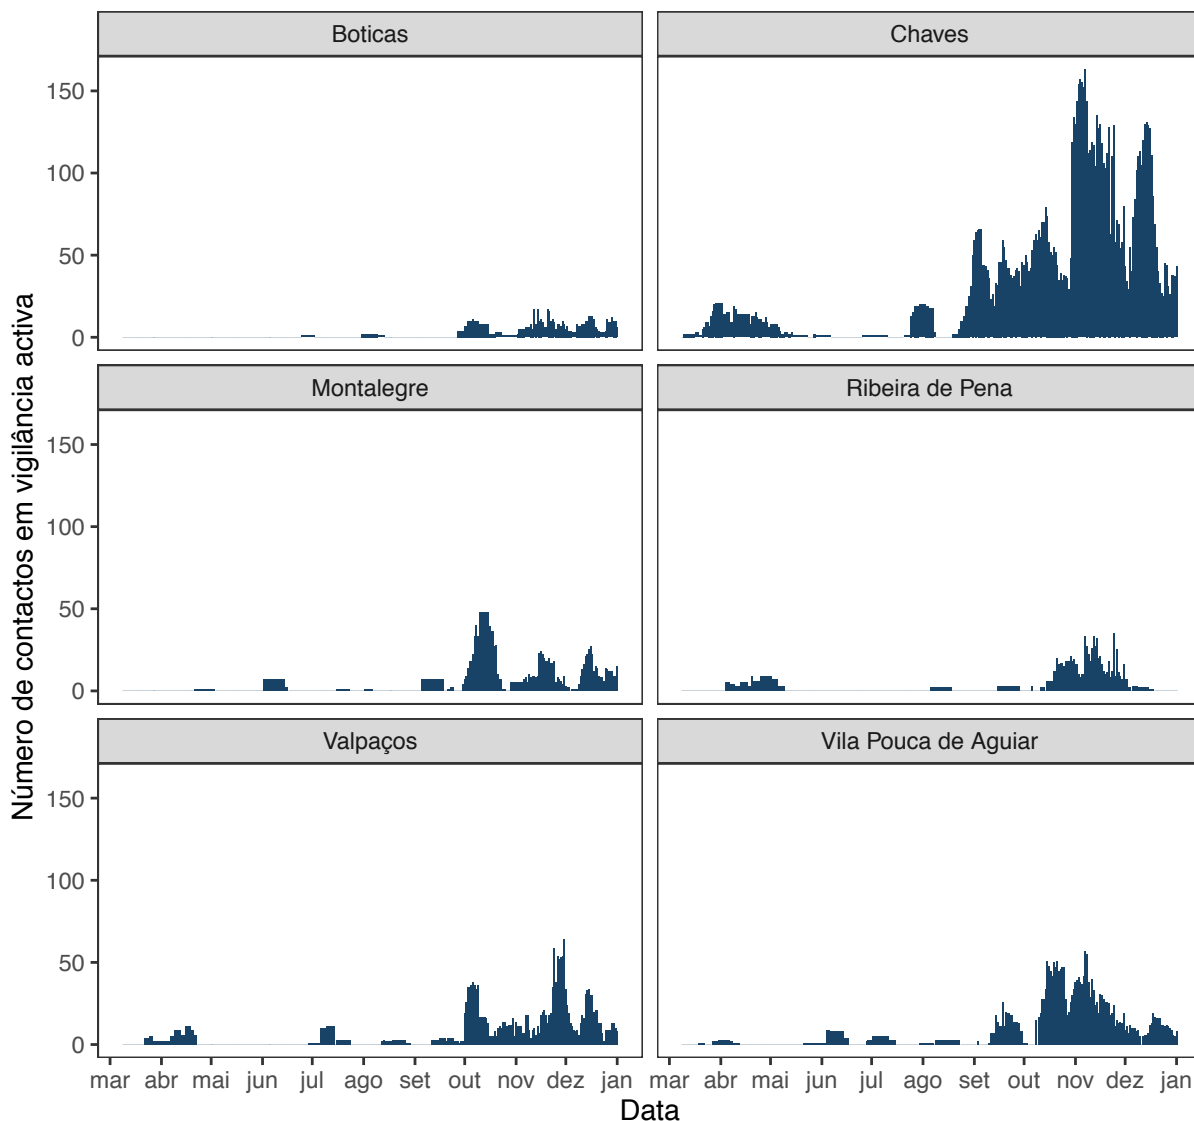 Boticas
Chaves
150
100
50
0
Montalegre
Ribeira de Pena
150
100
50
0
Valpaços
Vila Pouca de Aguiar
150
100
50
0
mar abr mai jun jul ago set out nov dez jan
mar abr mai jun jul ago set out nov dez jan
Data
Número de contactos em vigilância activa